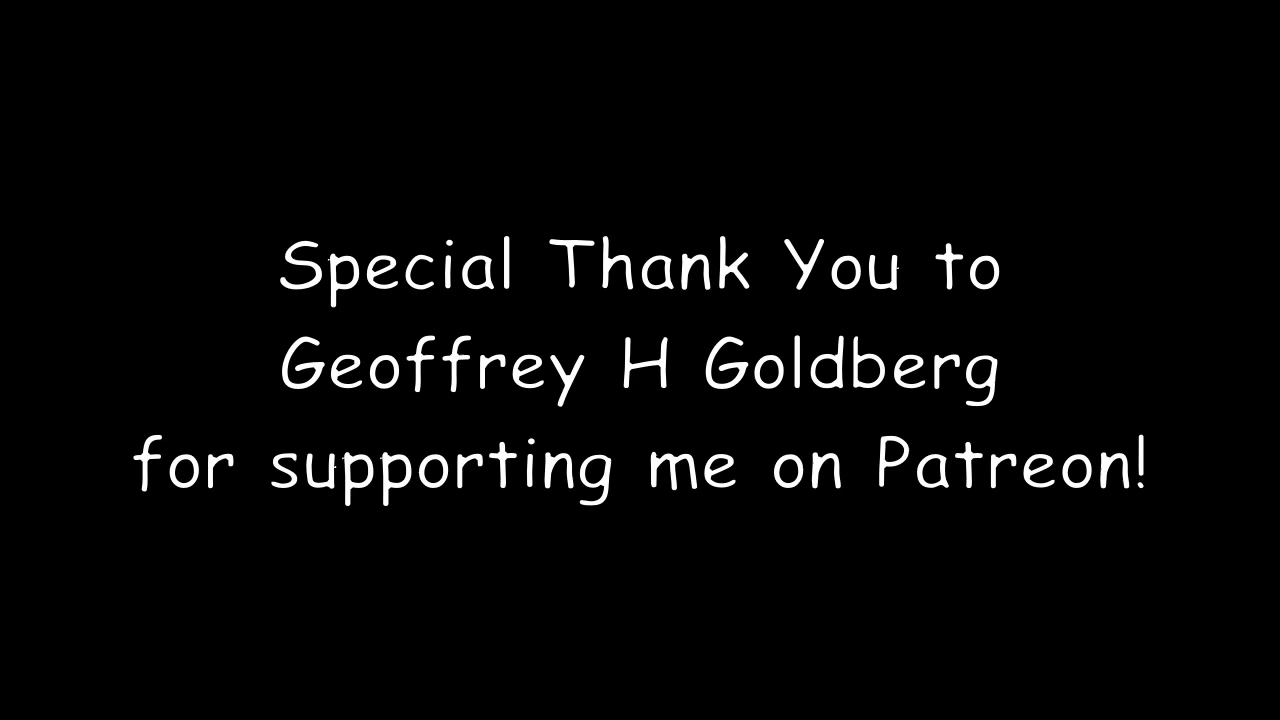 Special Thank You to
Geoffrey H Goldberg
for supporting me on Patreon!